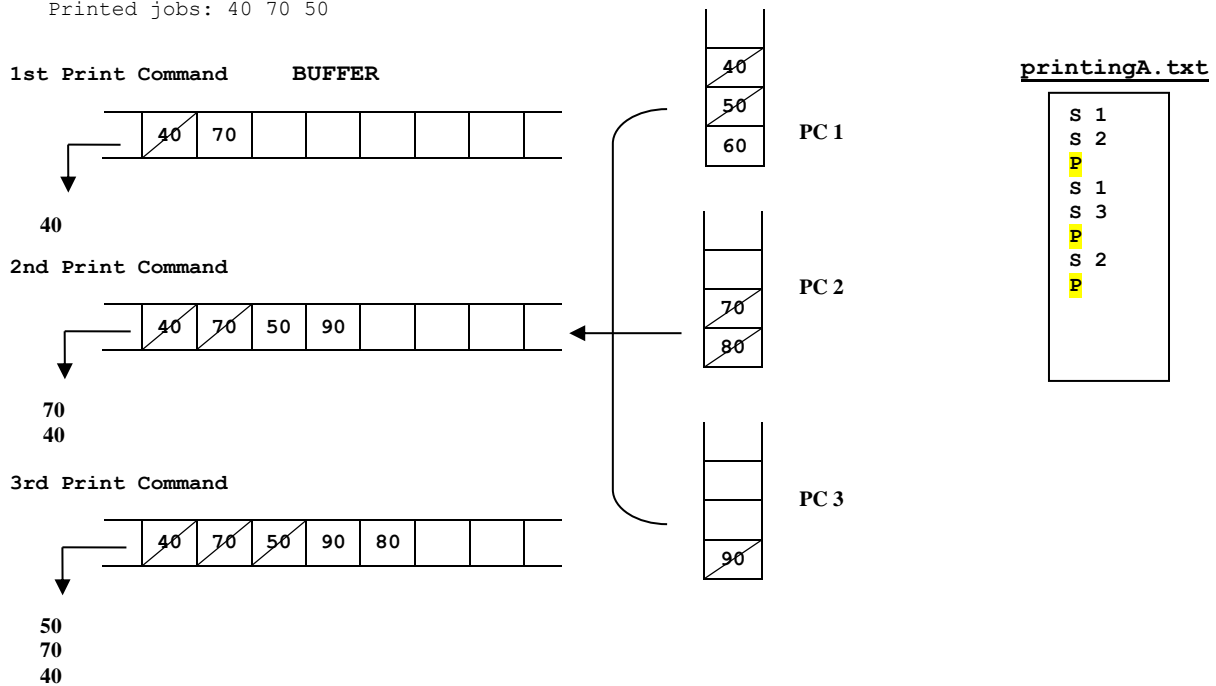 Printed jobs: 40 70 50
1st Print Command BUFFER
40 70
40
2nd Print Command
40 70 50 90
70
40
3rd Print Command
40 70 50 90 80
50
70
40
40
50
60
PC 1
70
80
PC 2
90
PC 3
printingA.txt
S 1
S 2
P
S 1
S 3
P
S 2
P